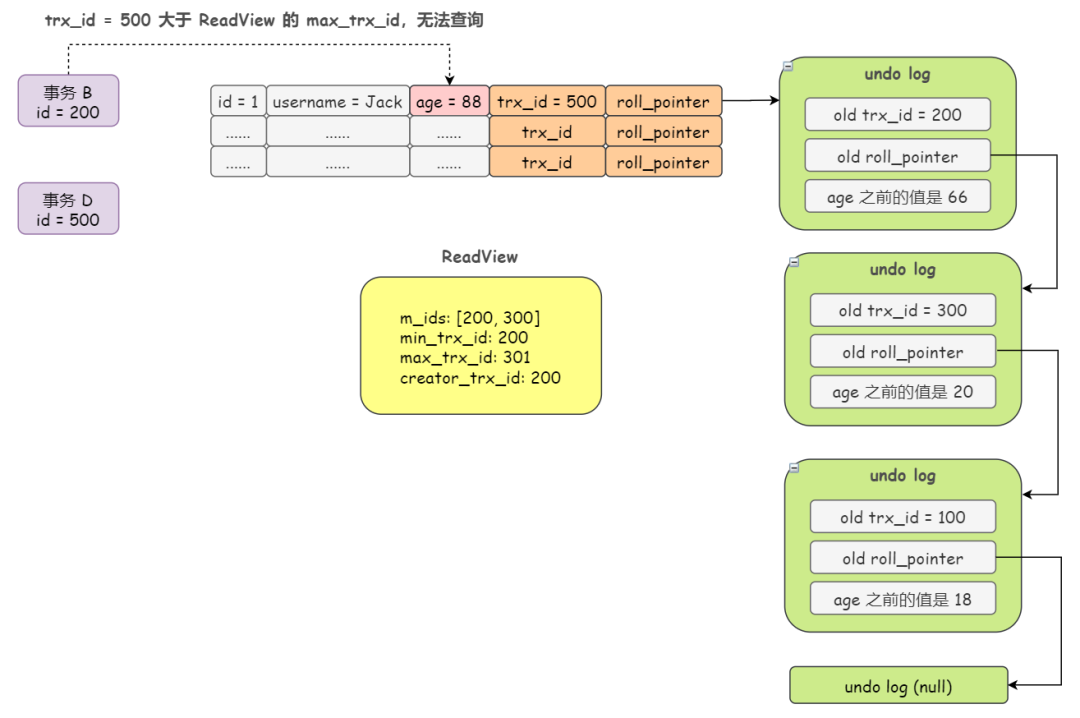 trx_id = 500 大于 ReadView 的 max_trx_id，无法查询
事务 B
id = 200
事务 D
id = 500
id = 1 username = Jack age = 88 trx_id = 500 roll_pointer
...... ...... ...... trx_id roll_pointer
...... ...... ...... trx_id roll_pointer
ReadView
m_ids: [200, 300]
min_trx_id: 200
max_trx_id: 301
creator_trx_id: 200
undo log
old trx_id = 200
old roll_pointer
age 之前的值是 66
undo log
old trx_id = 300
old roll_pointer
age 之前的值是 20
undo log
old trx_id = 100
old roll_pointer
age 之前的值是 18
undo log (null)